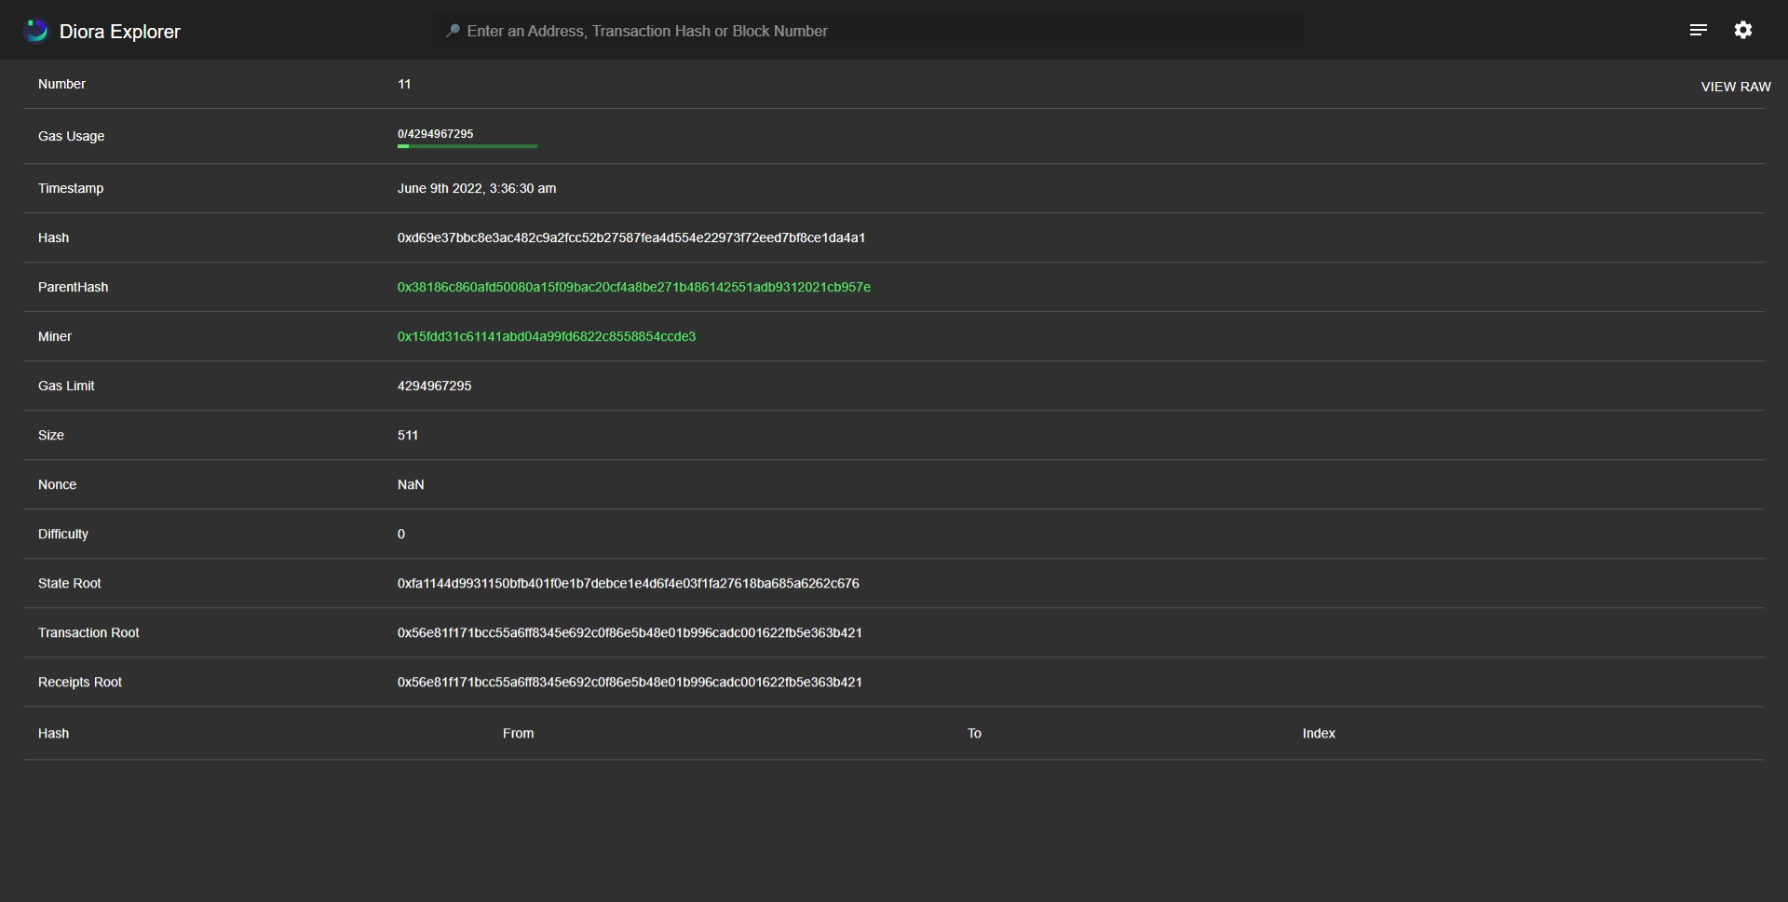 Diora Explorer
Enter an Address, Transaction Hash or Block Number
Number 11 VIEW RAW
Gas Usage 0/4294967295
Timestamp June 9th 2022, 3:36:30 am
Hash 0xd69e37bbc8e3ac482c9a2fcc52b27587fea4d554e22973f72eed7bf8ce1da4a1
ParentHash 0x38186c860afd50080a15f09bac20cf4a8be271b486142551adb9312021cb957e
Miner 0x15fdd31c61141abd04a99fd6822c8558854ccde3
Gas Limit 4294967295
Size 511
Nonce NaN
Difficulty 0
State Root 0xfa1144d9931150bfb401f0e1b7debce1e4d6f4e03f1fa27618ba685a6262c676
Transaction Root 0x56e81f171bcc55a6ff8345e692c0f86e5b48e01b996cadc001622fb5e363b421
Receipts Root 0x56e81f171bcc55a6ff8345e692c0f86e5b48e01b996cadc001622fb5e363b421
Hash From To Index